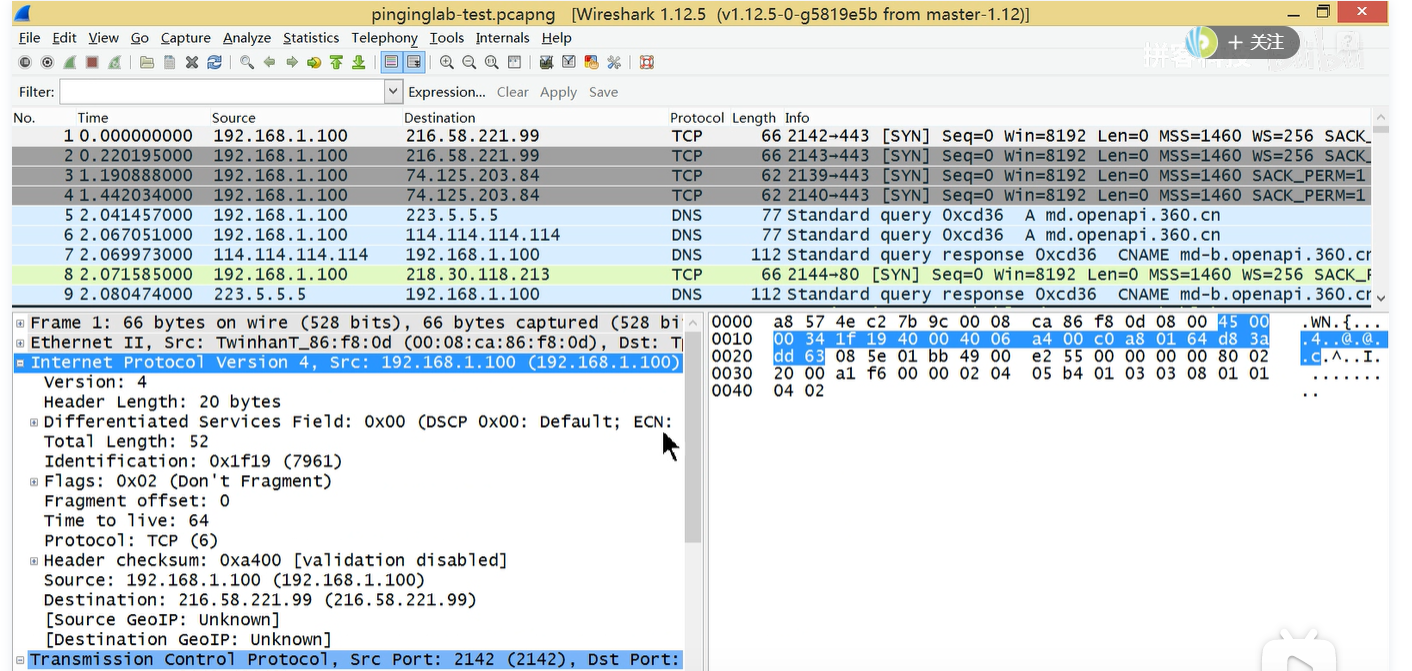 pinginglab-test.pcapng [Wireshark 1.12.5 (v1.12.5-0-g5819e5b from master-1.12)]
File Edit View Go Capture Analyze Statistics Telephony Tools Internals Help
+ 关注
Filter: Expression... Clear Apply Save
No. Time Source Destination Protocol Length Info
1 0.000000000 192.168.1.100 216.58.221.99 TCP 66 2142→443 [SYN] Seq=0 Win=8192 Len=0 MSS=1460 WS=256 SACK_
2 0.220195000 192.168.1.100 216.58.221.99 TCP 66 2143→443 [SYN] Seq=0 Win=8192 Len=0 MSS=1460 WS=256 SACK_
3 1.190888000 192.168.1.100 74.125.203.84 TCP 62 2139→443 [SYN] Seq=0 Win=8192 Len=0 MSS=1460 SACK_PERM=1
4 1.442034000 192.168.1.100 74.125.203.84 TCP 62 2140→443 [SYN] Seq=0 Win=8192 Len=0 MSS=1460 SACK_PERM=1
5 2.041457000 192.168.1.100 223.5.5.5 DNS 77 Standard query 0xcd36 A md.openapi.360.cn
6 2.067051000 192.168.1.100 114.114.114.114 DNS 77 Standard query 0xcd36 A md.openapi.360.cn
7 2.069973000 114.114.114.114 192.168.1.100 DNS 112 Standard query response 0xcd36 CNAME md-b.openapi.360.cr
8 2.071585000 192.168.1.100 218.30.118.213 TCP 66 2144→80 [SYN] Seq=0 Win=8192 Len=0 MSS=1460 WS=256 SACK_F
9 2.080474000 223.5.5.5 192.168.1.100 DNS 112 Standard query response 0xcd36 CNAME md-b.openapi.360.cr
Frame 1: 66 bytes on wire (528 bits), 66 bytes captured (528 bi
Ethernet II, Src: TwinhanT_86:f8:0d (00:08:ca:86:f8:0d), Dst: Tp
Internet Protocol Version 4, Src: 192.168.1.100 (192.168.1.100)
Version: 4
Header Length: 20 bytes
Differentiated Services Field: 0x00 (DSCP 0x00: Default; ECN:
Total Length: 52
Identification: 0x1f19 (7961)
Flags: 0x02 (Don't Fragment)
Fragment offset: 0
Time to live: 64
Protocol: TCP (6)
Header checksum: 0xa400 [validation disabled]
Source: 192.168.1.100 (192.168.1.100)
Destination: 216.58.221.99 (216.58.221.99)
[Source GeoIP: Unknown]
[Destination GeoIP: Unknown]
Transmission Control Protocol, Src Port: 2142 (2142), Dst Port:
0000 a8 57 4e c2 7b 9c 00 08 ca 86 f8 0d 08 00 45 00 .WN.{...
0010 00 34 1f 19 40 00 40 06 a4 00 c0 a8 01 64 d8 3a .4..@.@.
0020 dd 63 08 5e 01 bb 49 00 e2 55 00 00 00 00 80 02 .c.^..I.
0030 20 00 a1 f6 00 00 02 04 05 b4 01 03 03 08 01 01 .......
0040 04 02 ..